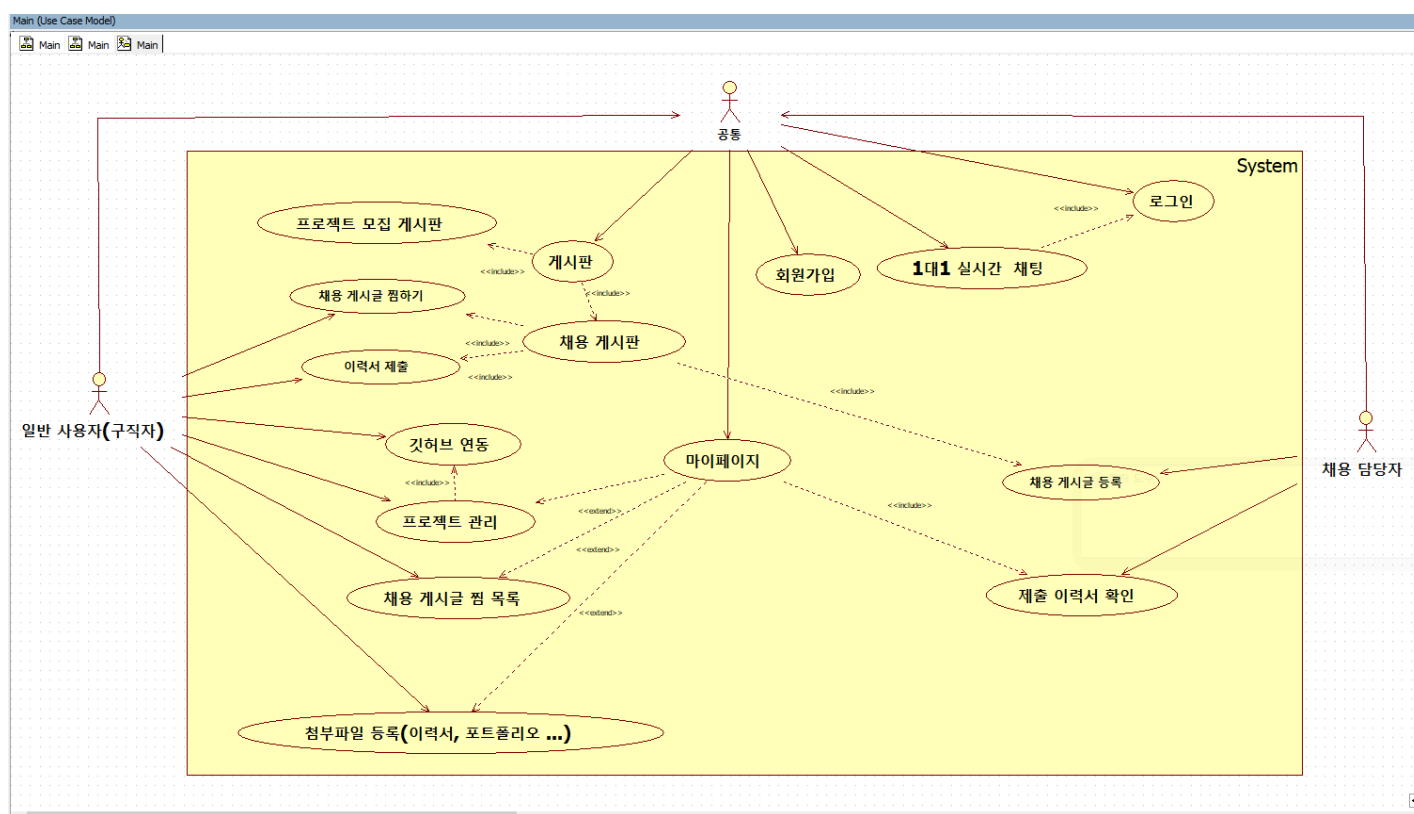 Main (Use Case Model)
Main Main Main
공통
System
로그인
<<include>>
프로젝트 모집 게시판
게시판
1대1 실시간 채팅
회원가입
<<include>>
<<include>>
채용 게시글 찜하기
채용 게시판
<<include>>
이력서 제출
<<include>>
<<include>>
일반 사용자(구직자)
깃허브 연동
마이페이지
채용 담당자
<<include>>
채용 게시글 등록
<<extend>>
<<include>>
프로젝트 관리
<<extend>>
채용 게시글 찜 목록
제출 이력서 확인
<<extend>>
첨부파일 등록(이력서, 포트폴리오 ...)